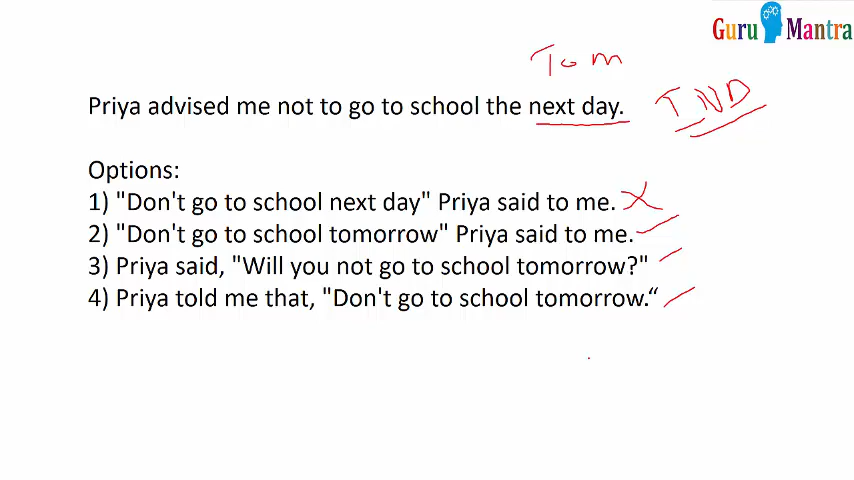 Guru Mantra
Tom
Priya advised me not to go to school the next day. TND
Options:
1) "Don't go to school next day" Priya said to me.
2) "Don't go to school tomorrow" Priya said to me.
3) Priya said, "Will you not go to school tomorrow?"
4) Priya told me that, "Don't go to school tomorrow.“